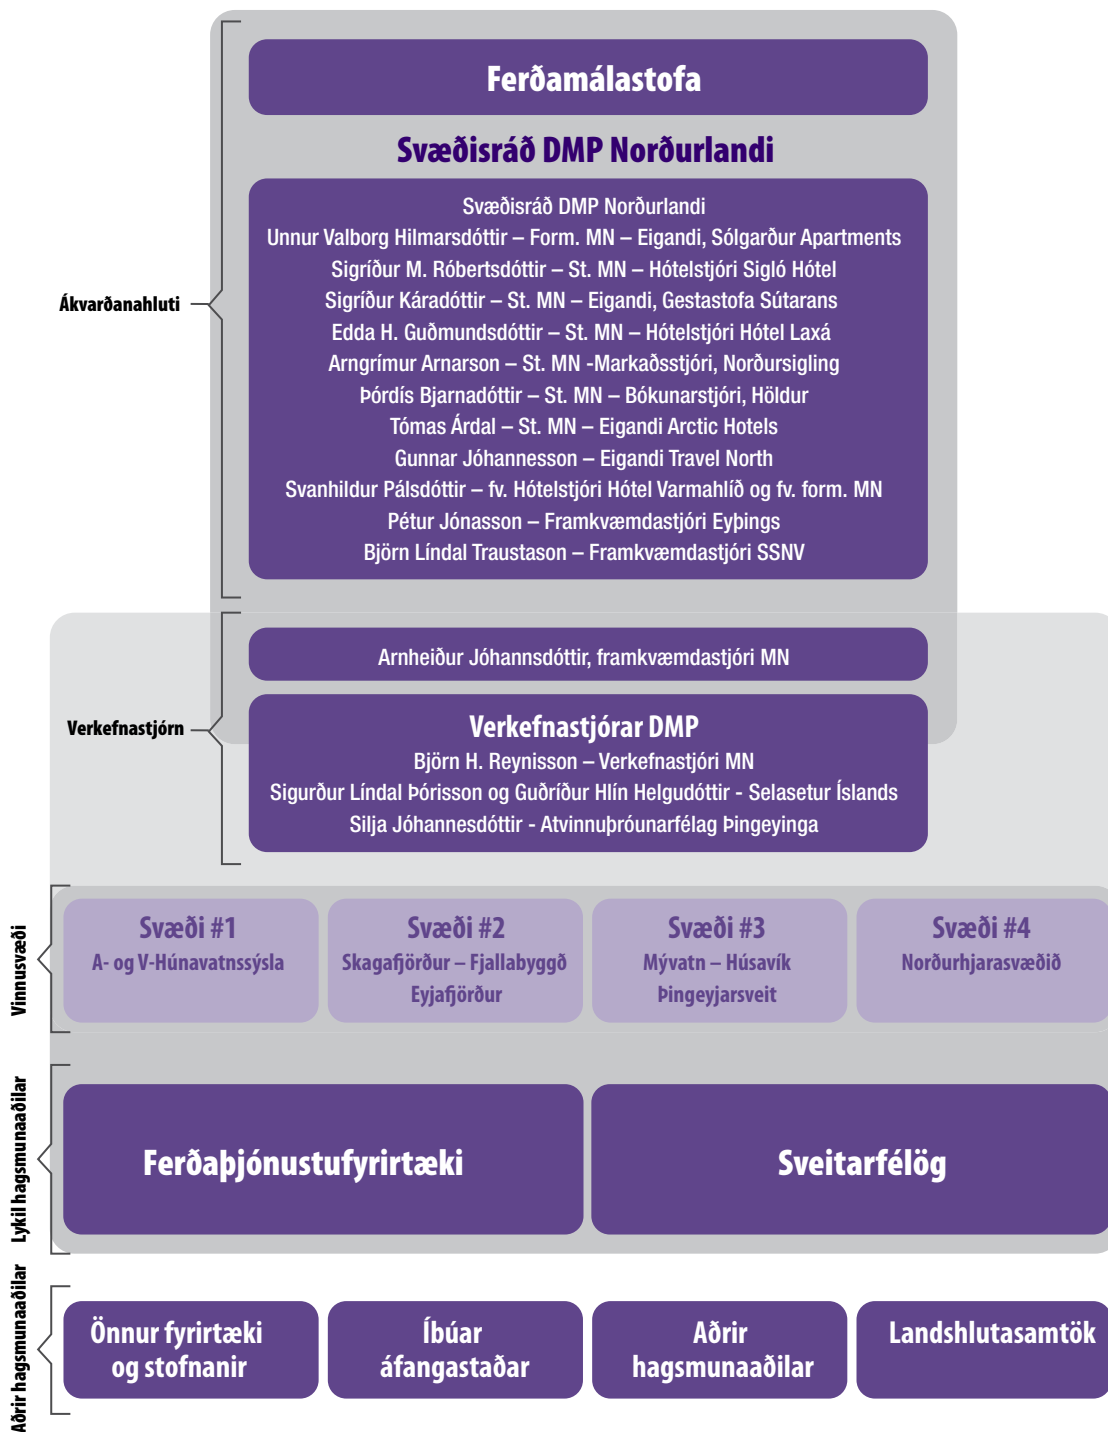 Ferðamálastofa
Svæðisráð DMP Norðurlandi
Ákvarðanahluti
Svæðisráð DMP Norðurlandi
Unnur Valborg Hilmarsdóttir – Form. MN – Eigandi, Sólgarður Apartments
Sigríður M. Róbertsdóttir – St. MN – Hótelstjóri Sigló Hótel
Sigríður Káradóttir – St. MN – Eigandi, Gestastofa Sútarans
Edda H. Guðmundsdóttir – St. MN – Hótelstjóri Hótel Laxá
Arngrímur Arnarson – St. MN -Markaðsstjóri, Norðursigling
Þórdís Bjarnadóttir – St. MN – Bókunarstjóri, Höldur
Tómas Árdal – St. MN – Eigandi Arctic Hotels
Gunnar Jóhannesson – Eigandi Travel North
Svanhildur Pálsdóttir – fv. Hótelstjóri Hótel Varmahlíð og fv. form. MN
Pétur Jónasson – Framkvæmdastjóri Eyþings
Björn Líndal Traustason – Framkvæmdastjóri SSNV
Verkefnastjórn
Arnheiður Jóhannsdóttir, framkvæmdastjóri MN
Verkefnastjórar DMP
Björn H. Reynisson – Verkefnastjóri MN
Sigurður Líndal Þórisson og Guðríður Hlín Helgudóttir - Selasetur Íslands
Silja Jóhannesdóttir - Atvinnuþróunarfélag Þingeyinga
Vinnusvæði
Svæði #1
A- og V-Húnavatnssýsla
Svæði #2
Skagafjörður – Fjallabyggð
Eyjafjörður
Svæði #3
Mývatn – Húsavík
Þingeyjarsveit
Svæði #4
Norðurhjarasvæðið
Lykil hagsmunaaðilar
Ferðaþjónustufyrirtæki
Sveitarfélög
Aðrir hagsmunaaðilar
Önnur fyrirtæki
og stofnanir
Íbúar
áfangastaðar
Aðrir
hagsmunaaðilar
Landshlutasamtök